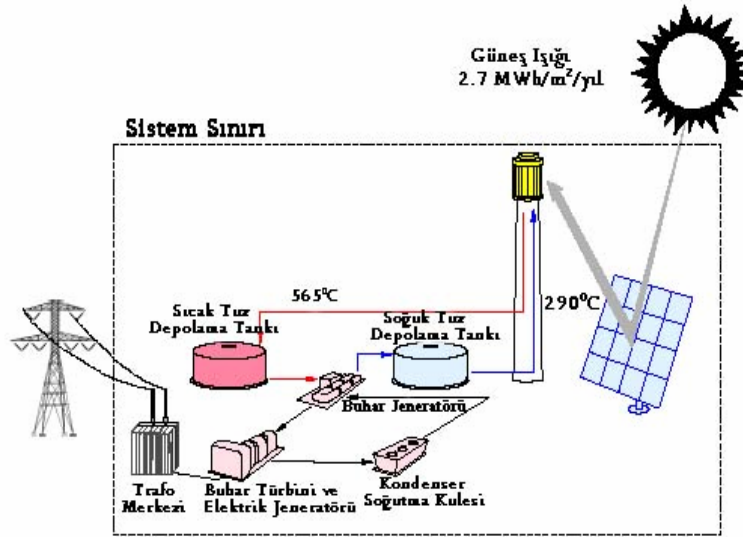 Güneş Işığı
2.7 MWh/m²/yıl
Sistem Sınırı
565⁰C
290⁰C
Sıcak Tuz
Depolama Tankı
Soğuk Tuz
Depolama Tankı
Buhar Jeneratörü
Trafo
Merkezi
Buhar Türbini ve
Elektrik Jeneratörü
Kondenser
Soğutma Kulesi